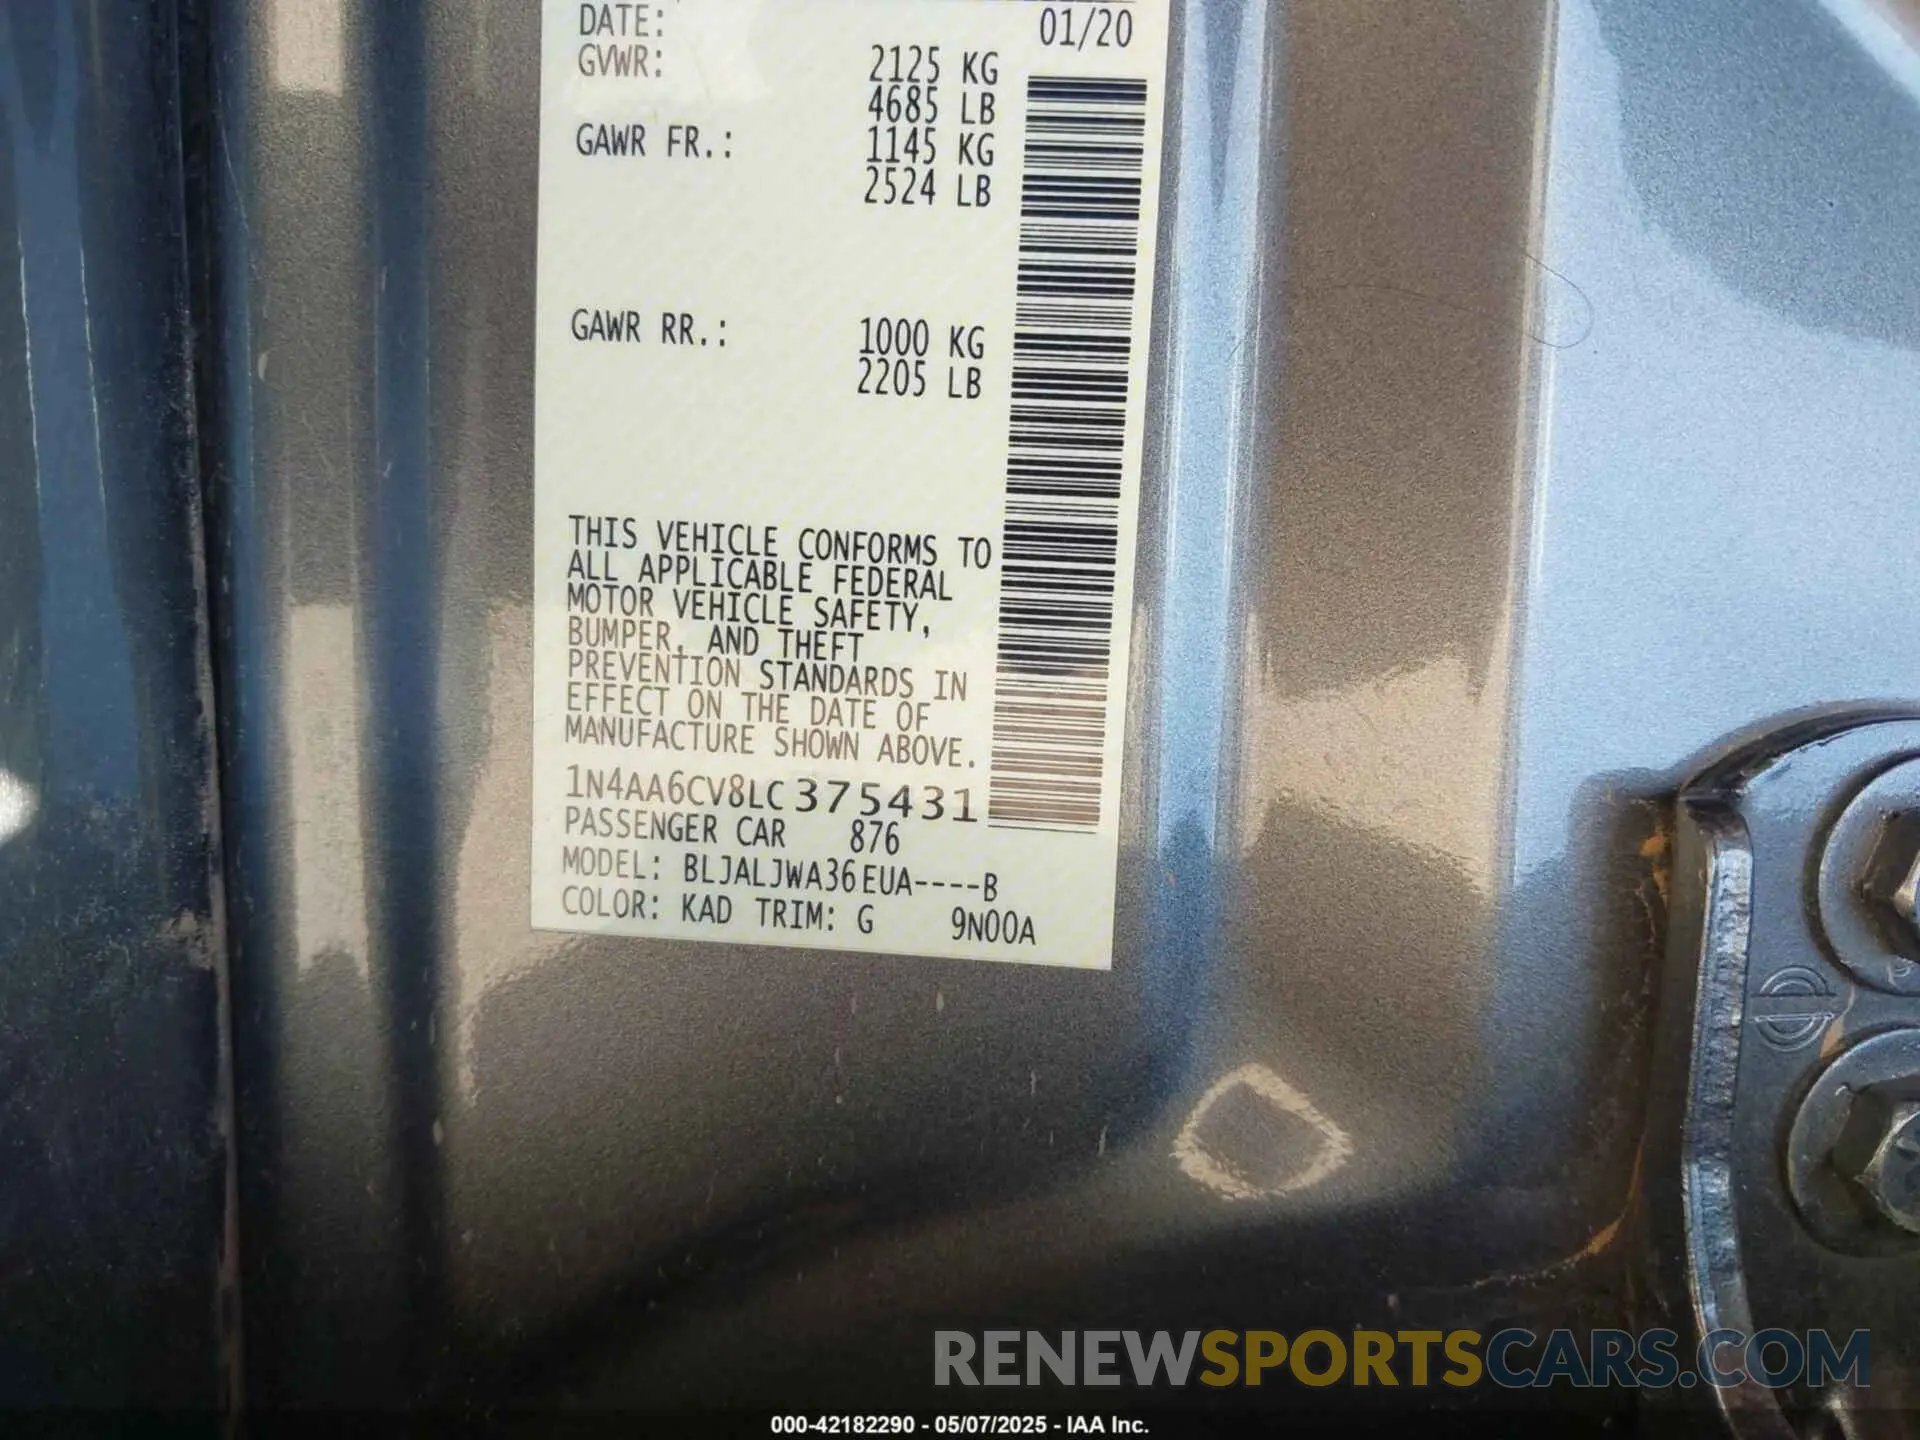 DATE: 01/20
GVWR: 2125 KG
4685 LB
GAWR FR.: 1145 KG
2524 LB
GAWR RR.: 1000 KG
2205 LB
THIS VEHICLE CONFORMS TO
ALL APPLICABLE FEDERAL
MOTOR VEHICLE SAFETY,
BUMPER, AND THEFT
PREVENTION STANDARDS IN
EFFECT ON THE DATE OF
MANUFACTURE SHOWN ABOVE.
1N4AA6CV8LC375431
PASSENGER CAR 876
MODEL: BLJALJWA36EUA----B
COLOR: KAD TRIM: G 9N00A
RENEWSPORTSCARS.COM
000-42182290 - 05/07/2025 - IAA Inc.